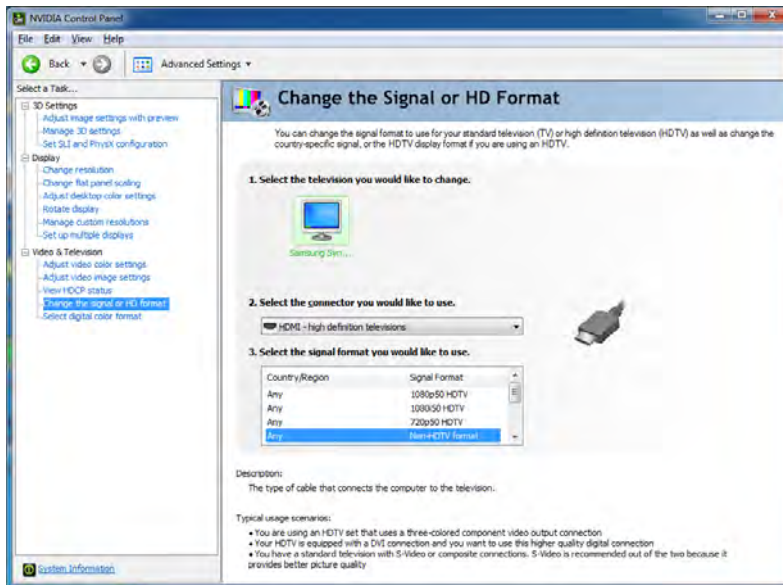 NVIDIA Control Panel
File Edit View Help
Back Advanced Settings
Select a Task...
3D Settings
Adjust image settings with preview
Manage 3D settings
Set SLI and PhysX configuration
Display
Change resolution
Change flat panel scaling
Adjust desktop color settings
Rotate display
Manage custom resolutions
Set up multiple displays
Video & Television
Adjust video color settings
Adjust video image settings
View HDCP status
Change the signal or HD format
Select digital color format
System Information
Change the Signal or HD Format
You can change the signal format to use for your standard television (TV) or high definition television (HDTV) as well as change the
country-specific signal, or the HDTV display format if you are using an HDTV.
1. Select the television you would like to change.
Samsung Syn...
2. Select the connector you would like to use.
HDMI - high definition televisions
3. Select the signal format you would like to use.
Country/Region Signal Format
Any 1080p50 HDTV
Any 1080i50 HDTV
Any 720p50 HDTV
Any Non-HDTV format
Description:
The type of cable that connects the computer to the television.
Typical usage scenarios:
• You are using an HDTV set that uses a three-colored component video output connection
• Your HDTV is equipped with a DVI connection and you want to use this higher quality digital connection
• You have a standard television with S-Video or composite connections. S-Video is recommended out of the two because it
provides better picture quality